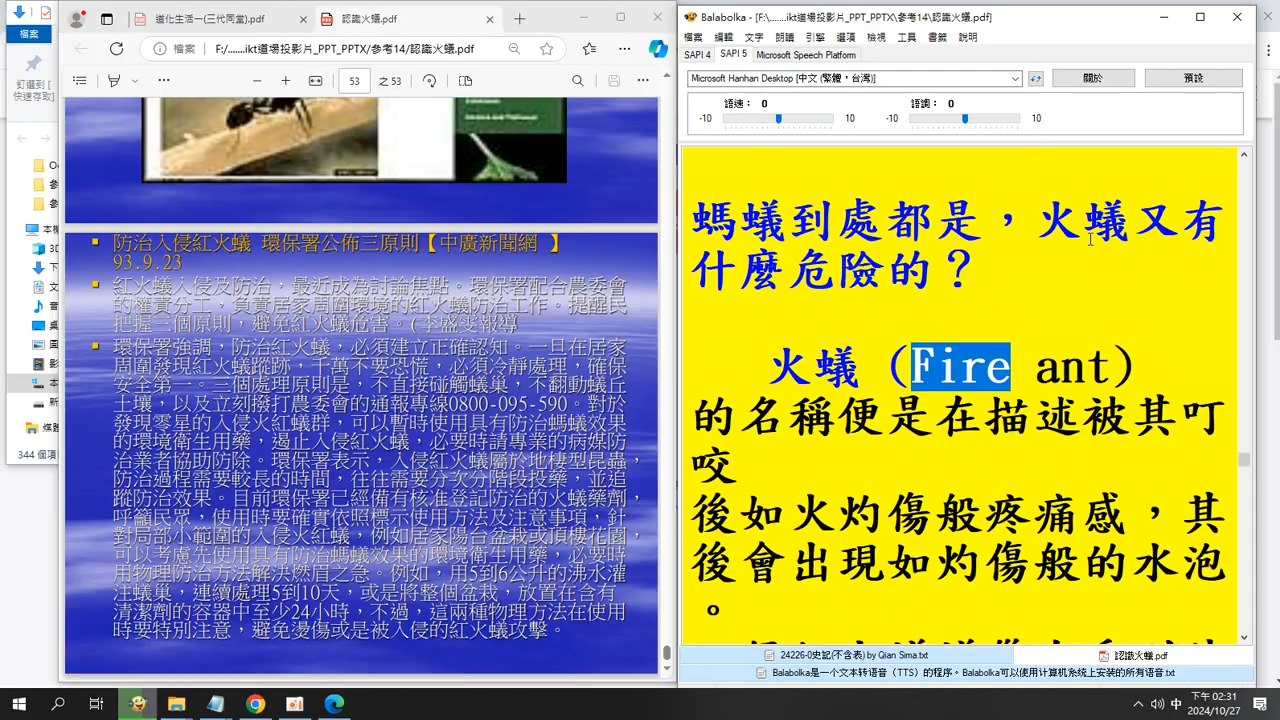 道化生活一(三代同堂).pdf
認識火蟻.pdf
檔案
F:/......ikt道場投影片_PPT_PPTX/參考14/認識火蟻.pdf
53 之 53
檔案
釘選到 [
快速存取]
344 個項
防治入侵紅火蟻 環保署公佈三原則【中廣新聞網 】
93.9.23
紅火蟻入侵及防治，最近成為討論焦點。環保署配合農委會
的權責分工，負責居家周圍環境的紅火蟻防治工作。提醒民
把握三個原則，避免紅火蟻危害。(李盛雯報導
環保署強調，防治紅火蟻，必須建立正確認知。一旦在居家
周圍發現紅火蟻蹤跡，千萬不要恐慌，必須冷靜處理，確保
安全第一。三個處理原則是，不直接碰觸蟻巢，不翻動蟻丘
土壤，以及立刻撥打農委會的通報專線0800-095-590。對於
發現零星的入侵火紅蟻群，可以暫時使用具有防治螞蟻效果
的環境衛生用藥，遏止入侵紅火蟻，必要時請專業的病媒防
治業者協助防除。環保署表示，入侵紅火蟻屬於地棲型昆蟲，
防治過程需要較長的時間，往往需要分次分階段投藥，並追
蹤防治效果。目前環保署已經備有核准登記防治的火蟻藥劑，
呼籲民眾，使用時要確實依照標示使用方法及注意事項，針
對局部小範圍的入侵火紅蟻，例如居家陽台盆栽或頂樓花園，
可以考慮先使用具有防治螞蟻效果的環境衛生用藥，必要時
用物理防治方法解決燃眉之急。例如，用5到6公升的沸水灌
注蟻巢，連續處理5到10天，或是將整個盆栽，放置在含有
清潔劑的容器中至少24小時，不過，這兩種物理方法在使用
時要特別注意，避免燙傷或是被入侵的紅火蟻攻擊。
Balabolka - [F:\......ikt道場投影片_PPT_PPTX\參考14\認識火蟻.pdf]
檔案 編輯 文字 朗讀 引擎 選項 檢視 工具 書籤 說明
SAPI 4 SAPI 5 Microsoft Speech Platform
Microsoft Hanhan Desktop [中文 (繁體，台灣)]
關於 預設
語速： 0 語調： 0
-10 10 -10 10
螞蟻到處都是，火蟻又有
什麼危險的？
火蟻（Fire ant）
的名稱便是在描述被其叮
咬
後如火灼傷般疼痛感，其
後會出現如灼傷般的水泡
。
24226-0史記(不含表) by Qian Sima.txt
認識火蟻.pdf
Balabolka是一个文本转语音（TTS）的程序。Balabolka可以使用计算机系统上安装的所有语音.txt
中
下午 02:31
2024/10/27